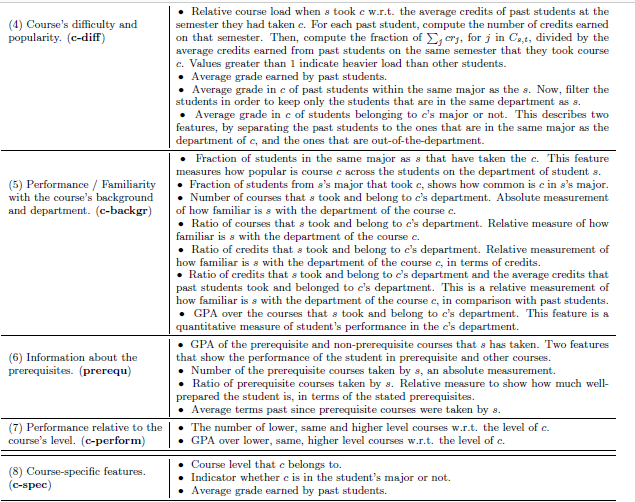 (4) Course's difficulty and
popularity. (c-diff)
• Relative course load when s took c w.r.t. the average credits of past students at the
semester they had taken c. For each past student, compute the number of credits earned
on that semester. Then, compute the fraction of ∑j crj, for j in Cs,t, divided by the
average credits earned from past students on the same semester that they took course
c. Values greater than 1 indicate heavier load than other students.
• Average grade earned by past students.
• Average grade in c of past students within the same major as the s. Now, filter the
students in order to keep only the students that are in the same department as s.
• Average grade in c of students belonging to c's major or not. This describes two
features, by separating the past students to the ones that are in the same major as the
department of c, and the ones that are out-of-the-department.
(5) Performance / Familiarity
with the course's background
and department. (c-backgr)
• Fraction of students in the same major as s that have taken the c. This feature
measures how popular is course c across the students on the department of student s.
• Fraction of students from s's major that took c, shows how common is c in s's major.
• Number of courses that s took and belong to c's department. Absolute measurement
of how familiar is s with the department of the course c.
• Ratio of courses that s took and belong to c's department. Relative measure of how
familiar is s with the department of the course c.
• Ratio of credits that s took and belong to c's department. Relative measurement of
how familiar is s with the department of the course c, in terms of credits.
• Ratio of credits that s took and belong to c's department and the average credits that
past students took and belonged to c's department. This is a relative measurement of
how familiar is s with the department of the course c, in comparison with past students.
• GPA over the courses that s took and belong to c's department. This feature is a
quantitative measure of student's performance in the c's department.
(6) Information about the
prerequisites. (prerequ)
• GPA of the prerequisite and non-prerequisite courses that s has taken. Two features
that show the performance of the student in prerequisite and other courses.
• Number of the prerequisite courses taken by s, an absolute measurement.
• Ratio of prerequisite courses taken by s. Relative measure to show how much well-
prepared the student is, in terms of the stated prerequisites.
• Average terms past since prerequisite courses were taken by s.
(7) Performance relative to the
course's level. (c-perform)
• The number of lower, same and higher level courses w.r.t. the level of c.
• GPA over lower, same, higher level courses w.r.t. the level of c.
(8) Course-specific features.
(c-spec)
• Course level that c belongs to.
• Indicator whether c is in the student's major or not.
• Average grade earned by past students.